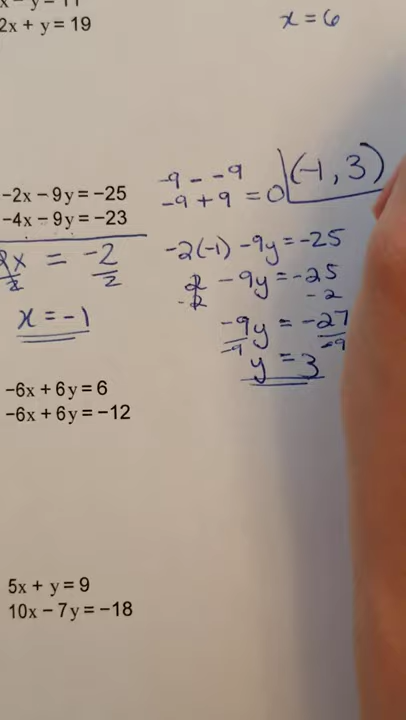 x − y = 11
2x + y = 19
x = 6
−2x − 9y = −25
−4x − 9y = −23
2x = −2
2 2
x = −1
−9 − −9
−9 + 9 = 0
(−1, 3)
−2(−1) −9y = −25
2 − 9y = −25
−2 −2
−9y = −27
−9 −9
y = 3
−6x + 6y = 6
−6x + 6y = −12
5x + y = 9
10x − 7y = −18